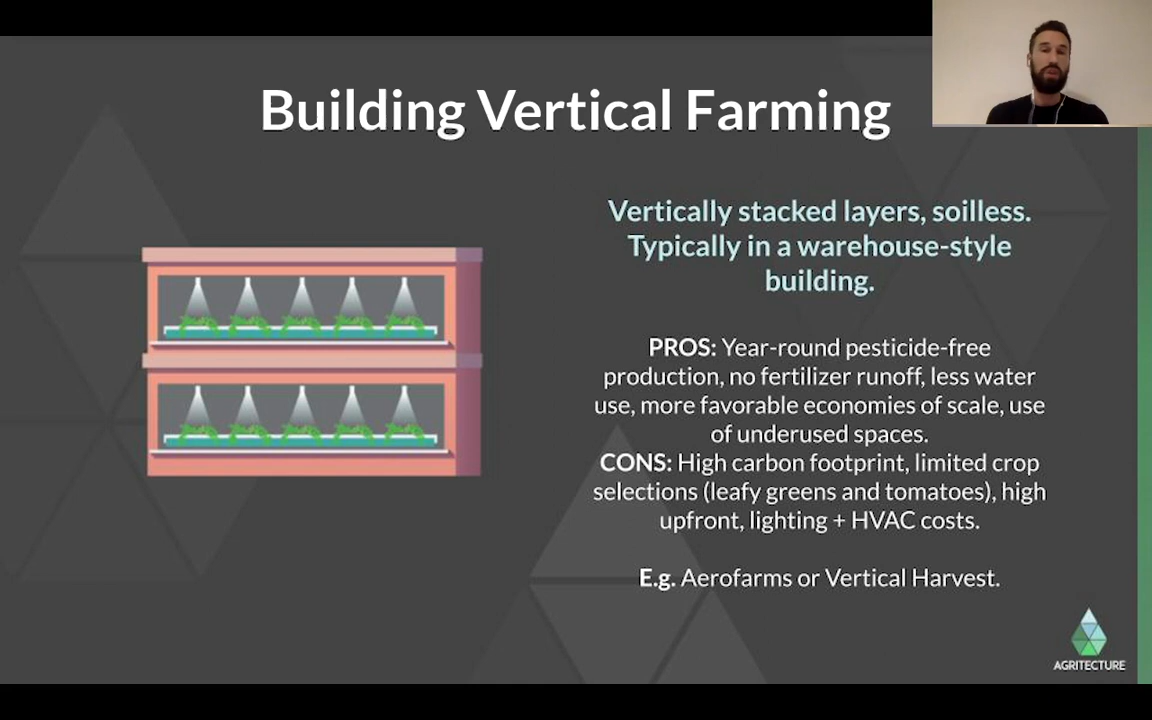 Building Vertical Farming
Vertically stacked layers, soilless.
Typically in a warehouse-style
building.
PROS: Year-round pesticide-free
production, no fertilizer runoff, less water
use, more favorable economies of scale, use
of underused spaces.
CONS: High carbon footprint, limited crop
selections (leafy greens and tomatoes), high
upfront, lighting + HVAC costs.
E.g. Aerofarms or Vertical Harvest.
AGRITECTURE